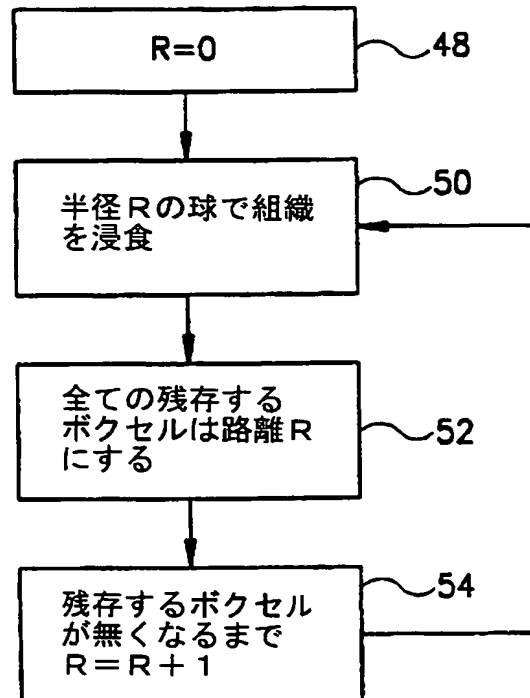 R=0
48
半径Rの球で組織
を浸食
50
全ての残存する
ボクセルは路離R
にする
52
残存するボクセル
が無くなるまで
R=R+1
54